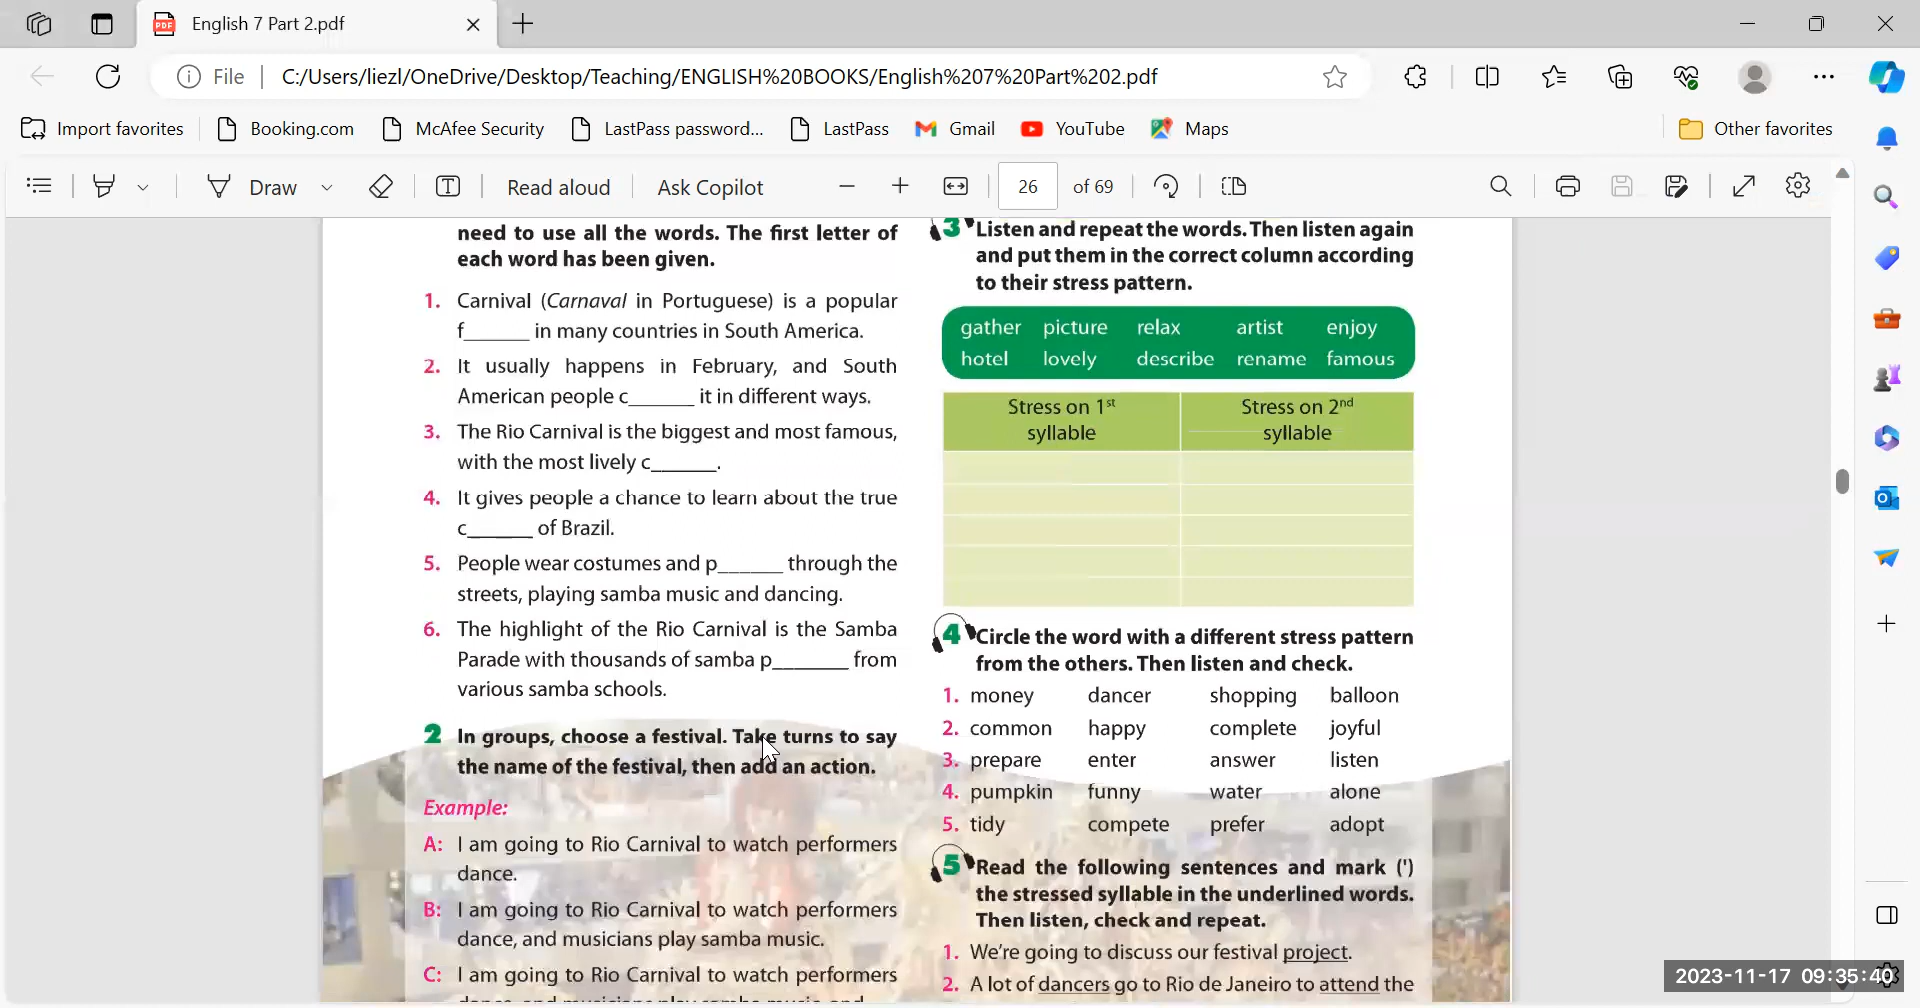 English 7 Part 2.pdf
File
C:/Users/liezl/OneDrive/Desktop/Teaching/ENGLISH%20BOOKS/English%207%20Part%202.pdf
Import favorites
Booking.com
McAfee Security
LastPass password...
LastPass
Gmail
YouTube
Maps
Other favorites
Draw
Read aloud
Ask Copilot
26
of 69
need to use all the words. The first letter of
each word has been given.
1. Carnival (Carnaval in Portuguese) is a popular
f______ in many countries in South America.
2. It usually happens in February, and South
American people c______ it in different ways.
3. The Rio Carnival is the biggest and most famous,
with the most lively c______.
4. It gives people a chance to learn about the true
c______ of Brazil.
5. People wear costumes and p______ through the
streets, playing samba music and dancing.
6. The highlight of the Rio Carnival is the Samba
Parade with thousands of samba p_______ from
various samba schools.
2 In groups, choose a festival. Take turns to say
the name of the festival, then add an action.
Example:
A: I am going to Rio Carnival to watch performers
dance.
B: I am going to Rio Carnival to watch performers
dance, and musicians play samba music.
C: I am going to Rio Carnival to watch performers
3 Listen and repeat the words. Then listen again
and put them in the correct column according
to their stress pattern.
gather picture relax artist enjoy
hotel lovely describe rename famous
Stress on 1st
syllable
Stress on 2nd
syllable
4 Circle the word with a different stress pattern
from the others. Then listen and check.
1. money dancer shopping balloon
2. common happy complete joyful
3. prepare enter answer listen
4. pumpkin funny water alone
5. tidy compete prefer adopt
5 Read the following sentences and mark (')
the stressed syllable in the underlined words.
Then listen, check and repeat.
1. We're going to discuss our festival project.
2. A lot of dancers go to Rio de Janeiro to attend the
2023-11-17 09:35:40